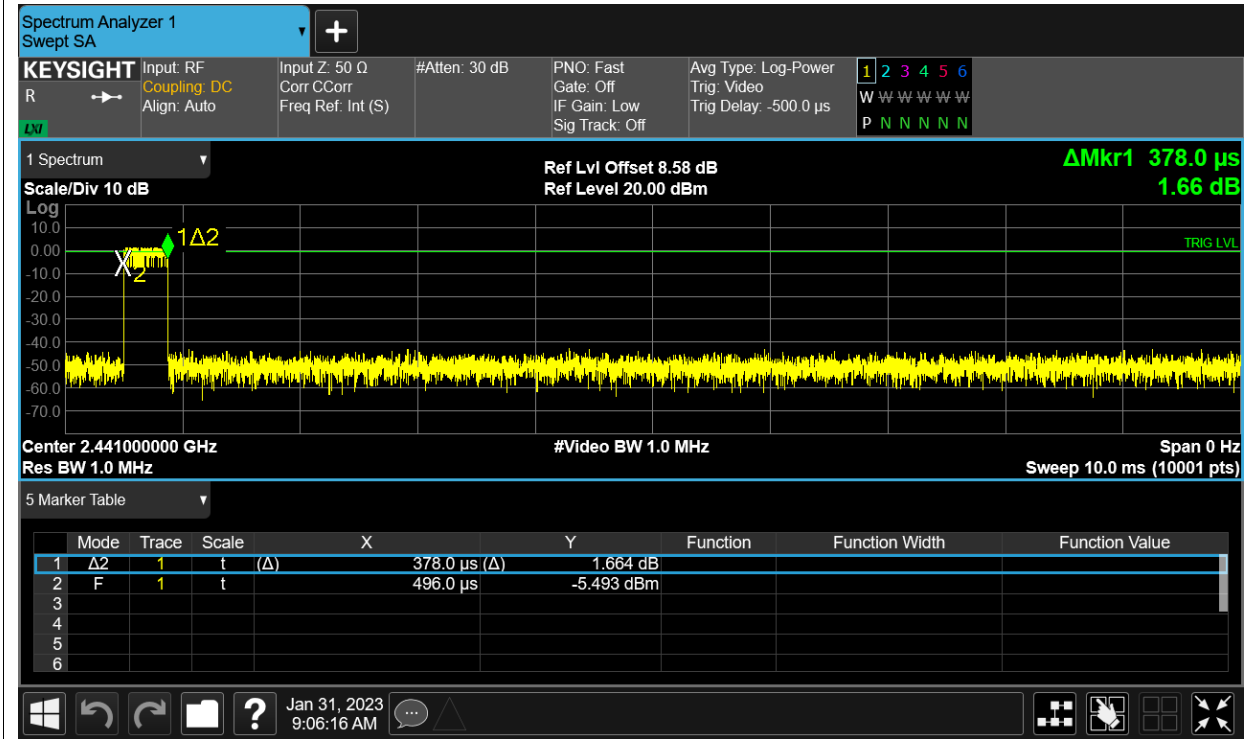 Spectrum Analyzer 1
Swept SA
+
KEYSIGHT
R
LXI
Input: RF
Coupling: DC
Align: Auto
Input Z: 50 Ω
Corr CCorr
Freq Ref: Int (S)
#Atten: 30 dB
PNO: Fast
Gate: Off
IF Gain: Low
Sig Track: Off
Avg Type: Log-Power
Trig: Video
Trig Delay: -500.0 µs
1 2 3 4 5 6
W W W W W W
P N N N N N
1 Spectrum
Scale/Div 10 dB
Ref Lvl Offset 8.58 dB
Ref Level 20.00 dBm
ΔMkr1 378.0 µs
1.66 dB
Log
10.0
0.00
-10.0
-20.0
-30.0
-40.0
-50.0
-60.0
-70.0
1Δ2
X2
TRIG LVL
Center 2.441000000 GHz #Video BW 1.0 MHz Span 0 Hz
Res BW 1.0 MHz Sweep 10.0 ms (10001 pts)
5 Marker Table
Mode Trace Scale X Y Function Function Width Function Value
1 Δ2 1 t (Δ) 378.0 µs (Δ) 1.664 dB
2 F 1 t 496.0 µs -5.493 dBm
3
4
5
6
?
Jan 31, 2023
9:06:16 AM